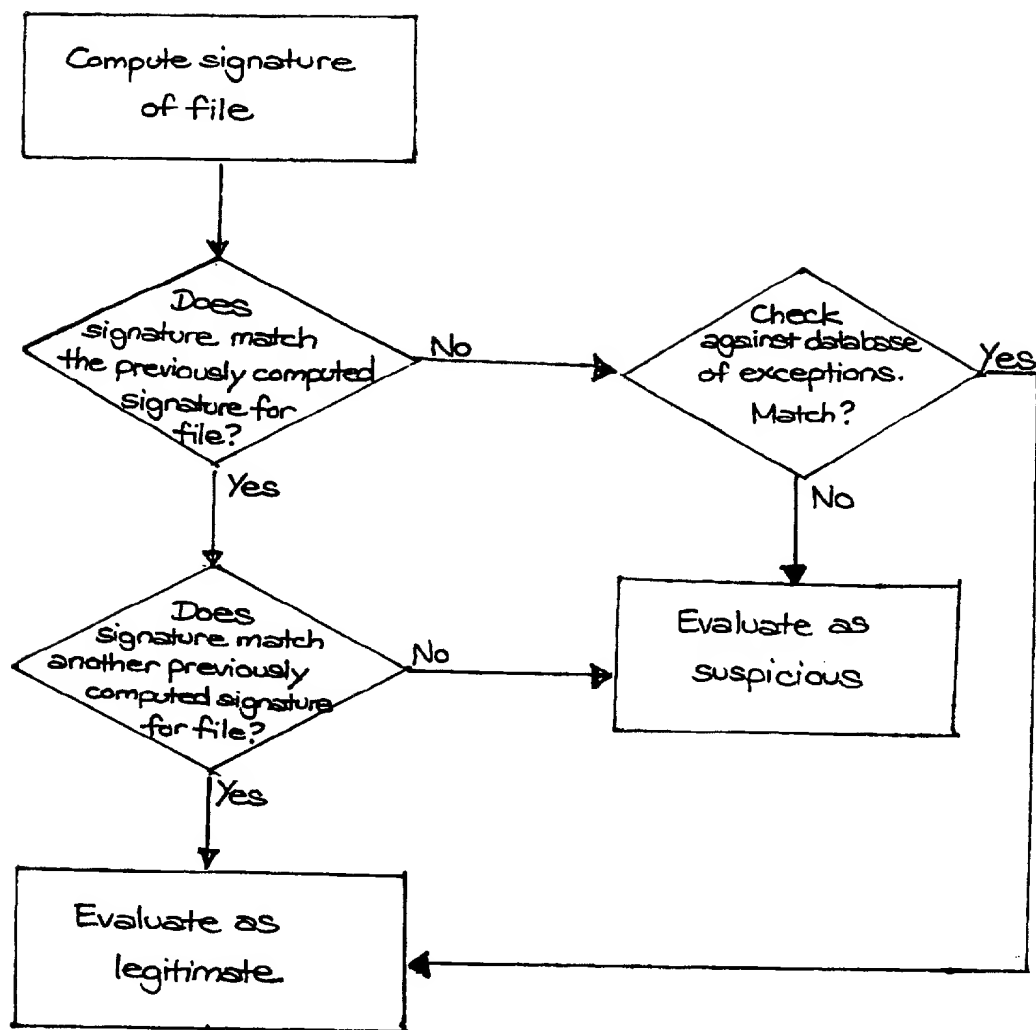 Compute signature
of file
Does
signature match
the previously computed
signature for
file?
No
Check
against database
of exceptions.
Match?
Yes
Yes
No
Does
signature match
another previously
computed signature
for file?
No
Evaluate as
suspicious
Yes
Evaluate as
legitimate.